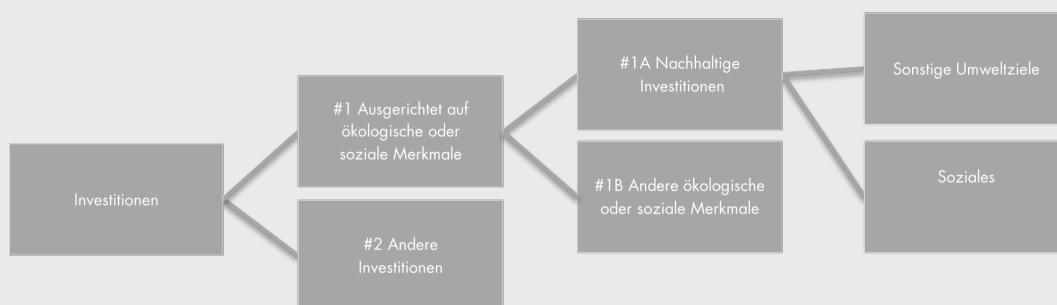 Investitionen
#1 Ausgerichtet auf
ökologische oder
soziale Merkmale
#2 Andere
Investitionen
#1A Nachhaltige
Investitionen
#1B Andere ökologische
oder soziale Merkmale
Sonstige Umweltziele
Soziales